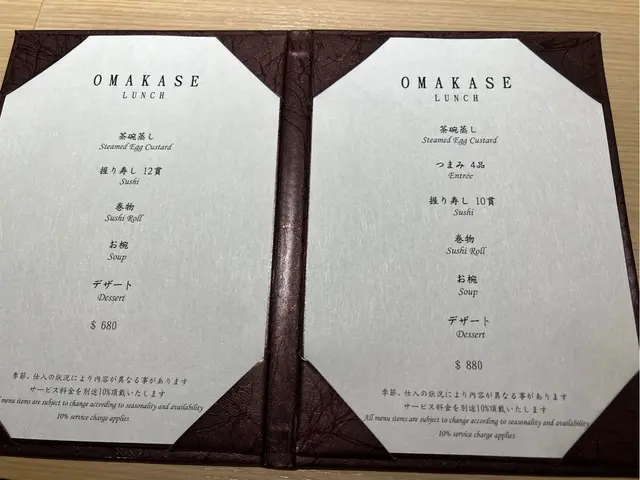 OMAKASE
LUNCH
茶碗蒸し
Steamed Egg Custard
握り寿し 12貫
Sushi
巻物
Sushi Roll
お椀
Soup
デザート
Dessert
$ 680
季節、仕入の状況により内容が異なる事があります
サービス料金を別途10%頂戴いたします
menu items are subject to change according to seasonality and availability
10% service charge applies
OMAKASE
LUNCH
茶碗蒸し
Steamed Egg Custard
つまみ 4品
Entrée
握り寿し 10貫
Sushi
巻物
Sushi Roll
お椀
Soup
デザート
Dessert
$ 880
季節、仕入の状況により内容が異なる事があります
サービス料金を別途10%頂戴いたします
All menu items are subject to change according to seasonality and availability
10% service charge applies